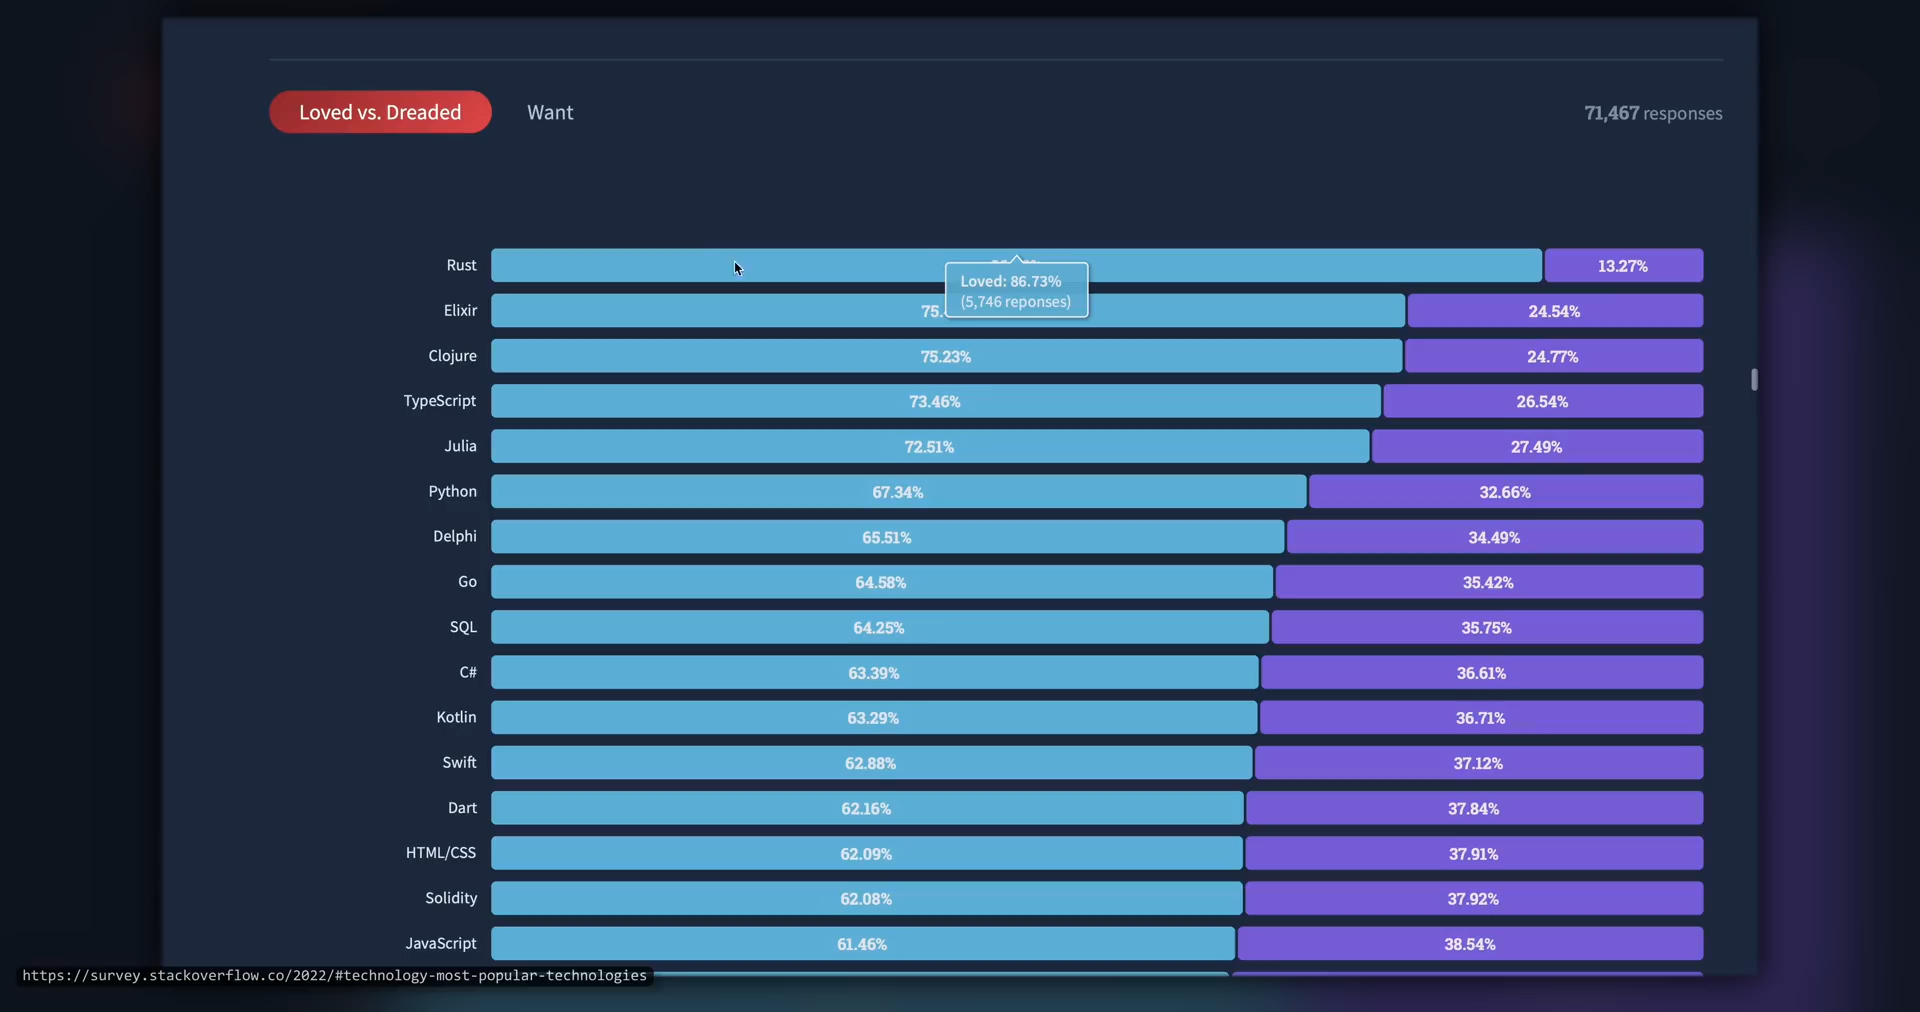 Loved vs. Dreaded Want 71,467 responses
Rust 13.27%
Loved: 86.73%
(5,746 reponses)
Elixir 75. 24.54%
Clojure 75.23% 24.77%
TypeScript 73.46% 26.54%
Julia 72.51% 27.49%
Python 67.34% 32.66%
Delphi 65.51% 34.49%
Go 64.58% 35.42%
SQL 64.25% 35.75%
C# 63.39% 36.61%
Kotlin 63.29% 36.71%
Swift 62.88% 37.12%
Dart 62.16% 37.84%
HTML/CSS 62.09% 37.91%
Solidity 62.08% 37.92%
JavaScript 61.46% 38.54%
https://survey.stackoverflow.co/2022/#technology-most-popular-technologies